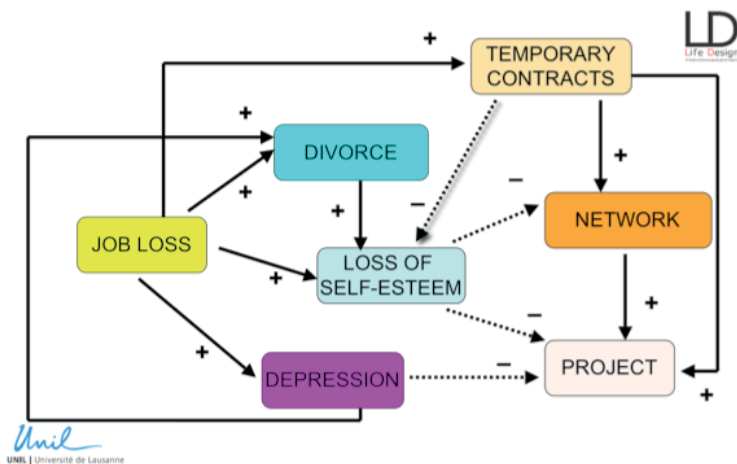 LD
Life Design
+
TEMPORARY
CONTRACTS
+
DIVORCE
+
+
–
–
+
NETWORK
JOB LOSS
+
LOSS OF
SELF-ESTEEM
–
+
+
DEPRESSION
–
PROJECT
+
Unil
UNIL | Université de Lausanne